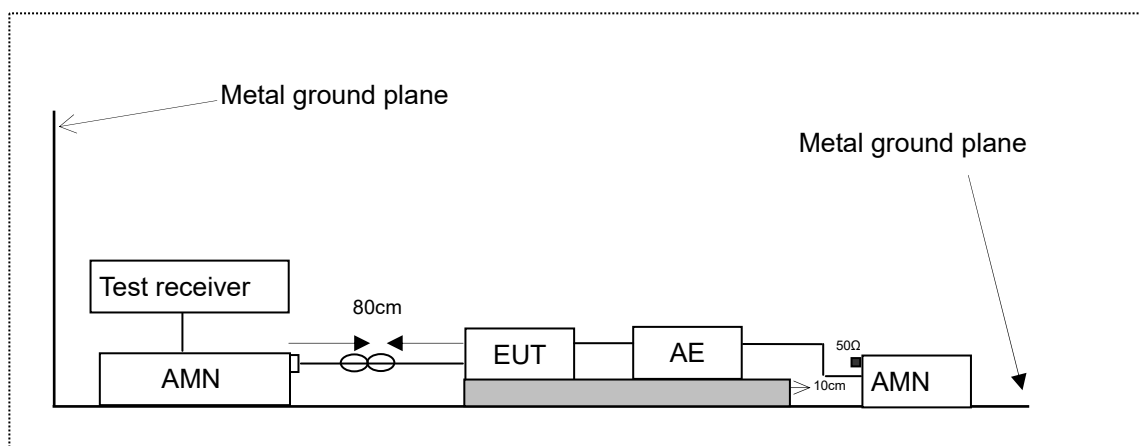 Metal ground plane
Metal ground plane
Test receiver
80cm
EUT
AE
50Ω
AMN
10cm
AMN